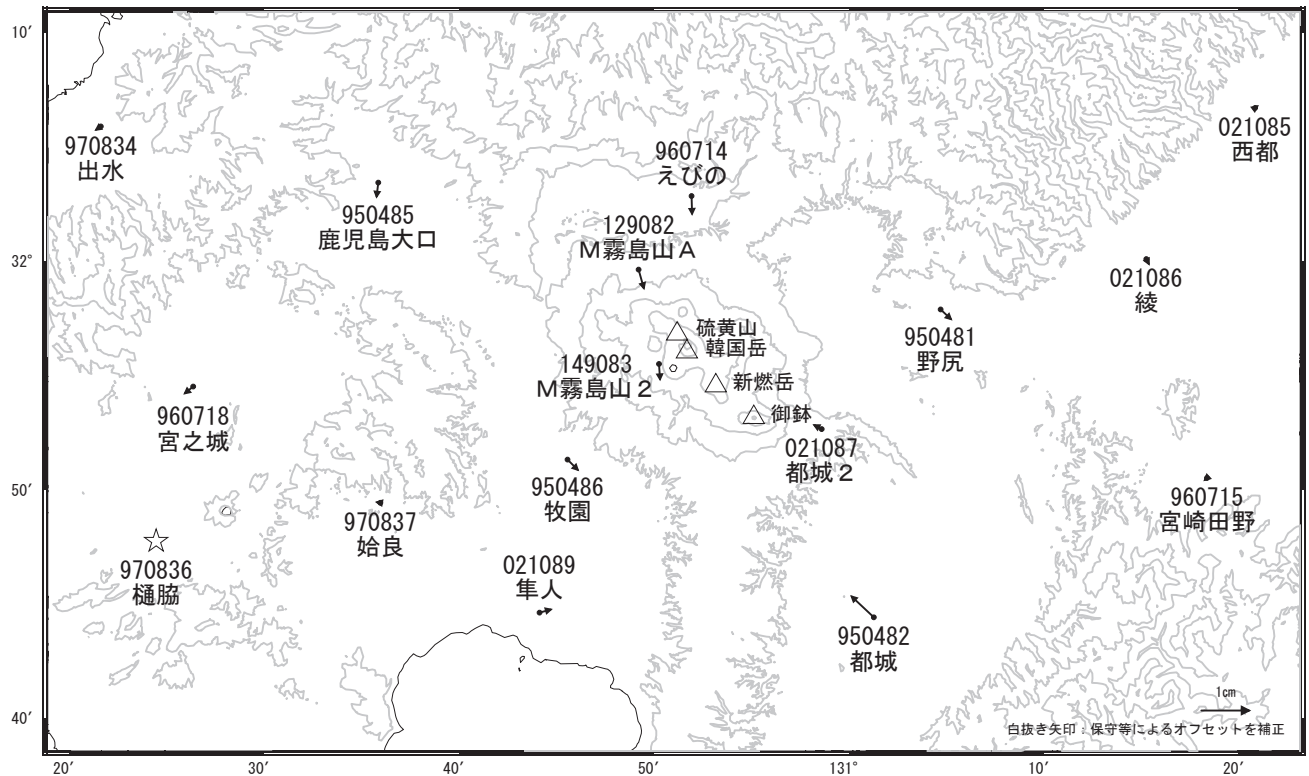 10′
021085
西都
970834
出水
960714
えびの
950485
鹿児島大口
129082
M霧島山A
32°
021086
綾
硫黄山
韓国岳
950481
野尻
149083
M霧島山2
新燃岳
960718
宮之城
御鉢
021087
都城2
950486
牧園
50′
960715
宮崎田野
970837
姶良
970836
樋脇
021089
隼人
950482
都城
1cm
40′
白抜き矢印：保守等によるオフセットを補正
20′ 30′ 40′ 50′ 131° 10′ 20′